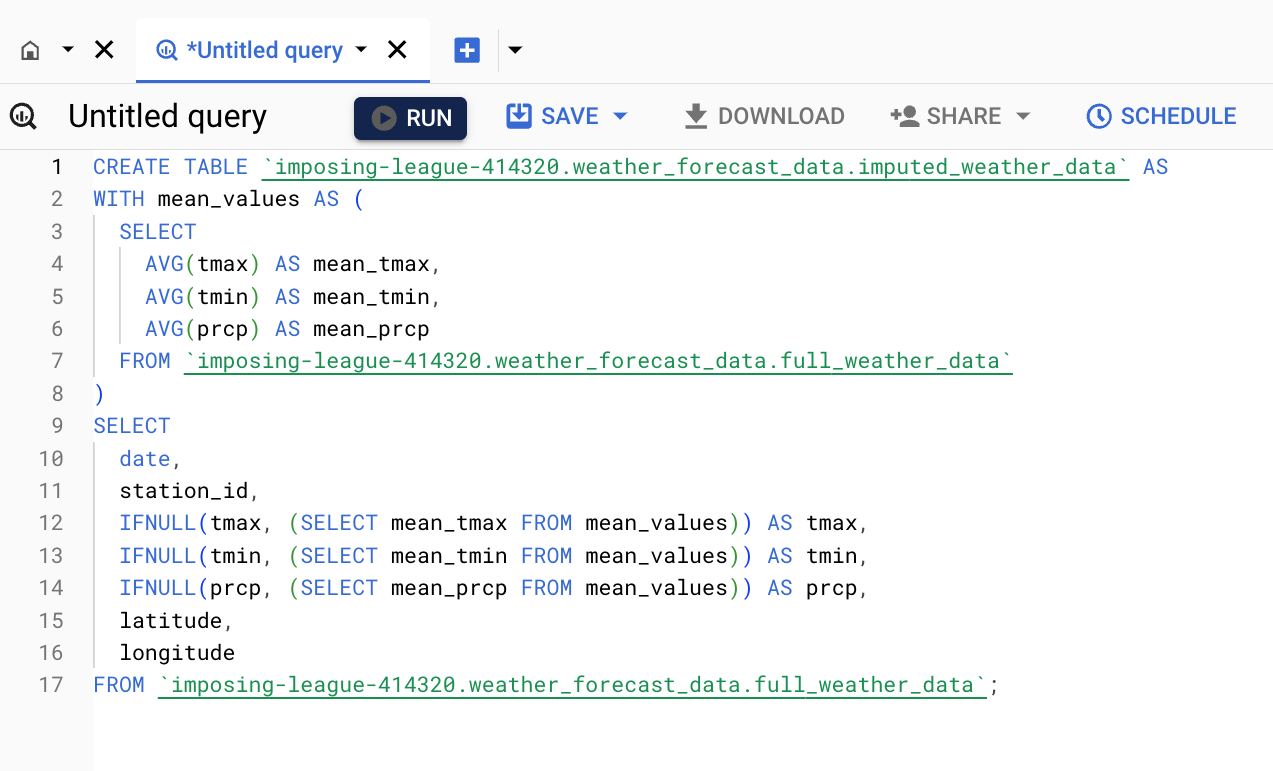 *Untitled query
Untitled query RUN SAVE DOWNLOAD SHARE SCHEDULE
1 CREATE TABLE `imposing-league-414320.weather_forecast_data.imputed_weather_data` AS
2 WITH mean_values AS (
3 SELECT
4 AVG(tmax) AS mean_tmax,
5 AVG(tmin) AS mean_tmin,
6 AVG(prcp) AS mean_prcp
7 FROM `imposing-league-414320.weather_forecast_data.full_weather_data`
8 )
9 SELECT
10 date,
11 station_id,
12 IFNULL(tmax, (SELECT mean_tmax FROM mean_values)) AS tmax,
13 IFNULL(tmin, (SELECT mean_tmin FROM mean_values)) AS tmin,
14 IFNULL(prcp, (SELECT mean_prcp FROM mean_values)) AS prcp,
15 latitude,
16 longitude
17 FROM `imposing-league-414320.weather_forecast_data.full_weather_data`;